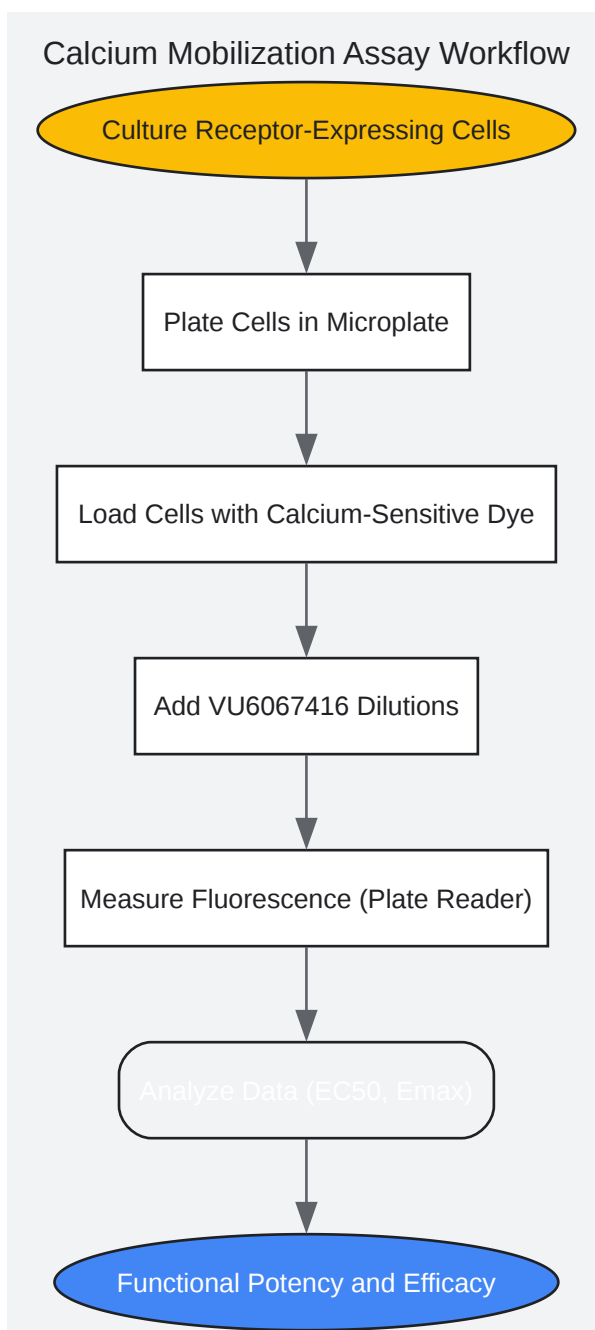 Calcium Mobilization Assay Workflow
Culture Receptor-Expressing Cells
Plate Cells in Microplate
Load Cells with Calcium-Sensitive Dye
Add VU6067416 Dilutions
Measure Fluorescence (Plate Reader)
Analyze Data (EC50, Emax)
Functional Potency and Efficacy